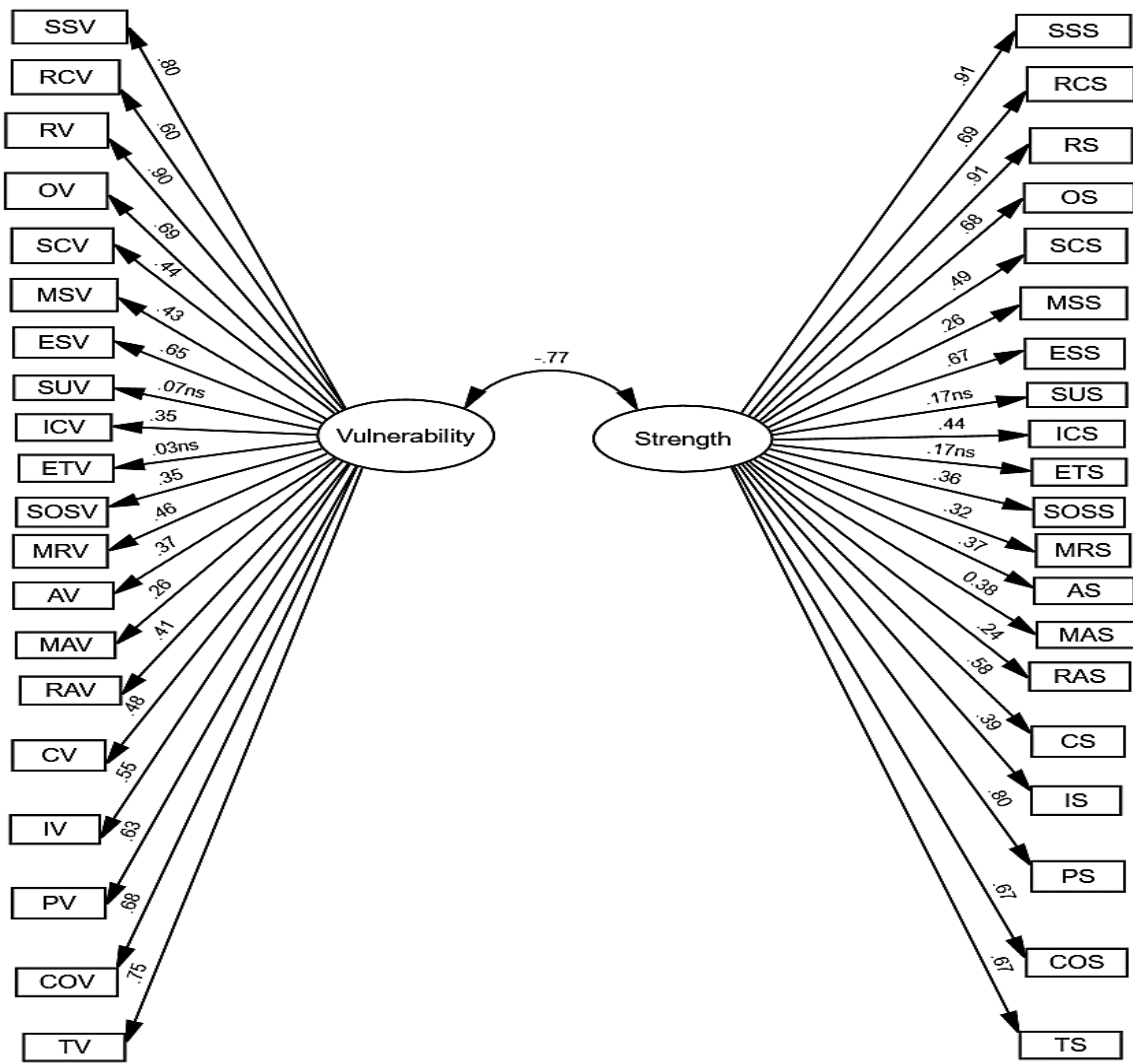 SSV
RCV
RV
OV
SCV
MSV
ESV
SUV
ICV
ETV
SOSV
MRV
AV
MAV
RAV
CV
IV
PV
COV
TV
.80
.60
.90
.69
.44
.43
.65
.07ns
.35
.03ns
.35
.46
.37
.26
.41
.48
.55
.63
.68
.75
Vulnerability
-.77
Strength
.91
.69
.91
.68
.49
.26
.67
.17ns
.44
.17ns
.36
.32
.37
0.38
.24
.58
.39
.80
.67
.67
SSS
RCS
RS
OS
SCS
MSS
ESS
SUS
ICS
ETS
SOSS
MRS
AS
MAS
RAS
CS
IS
PS
COS
TS